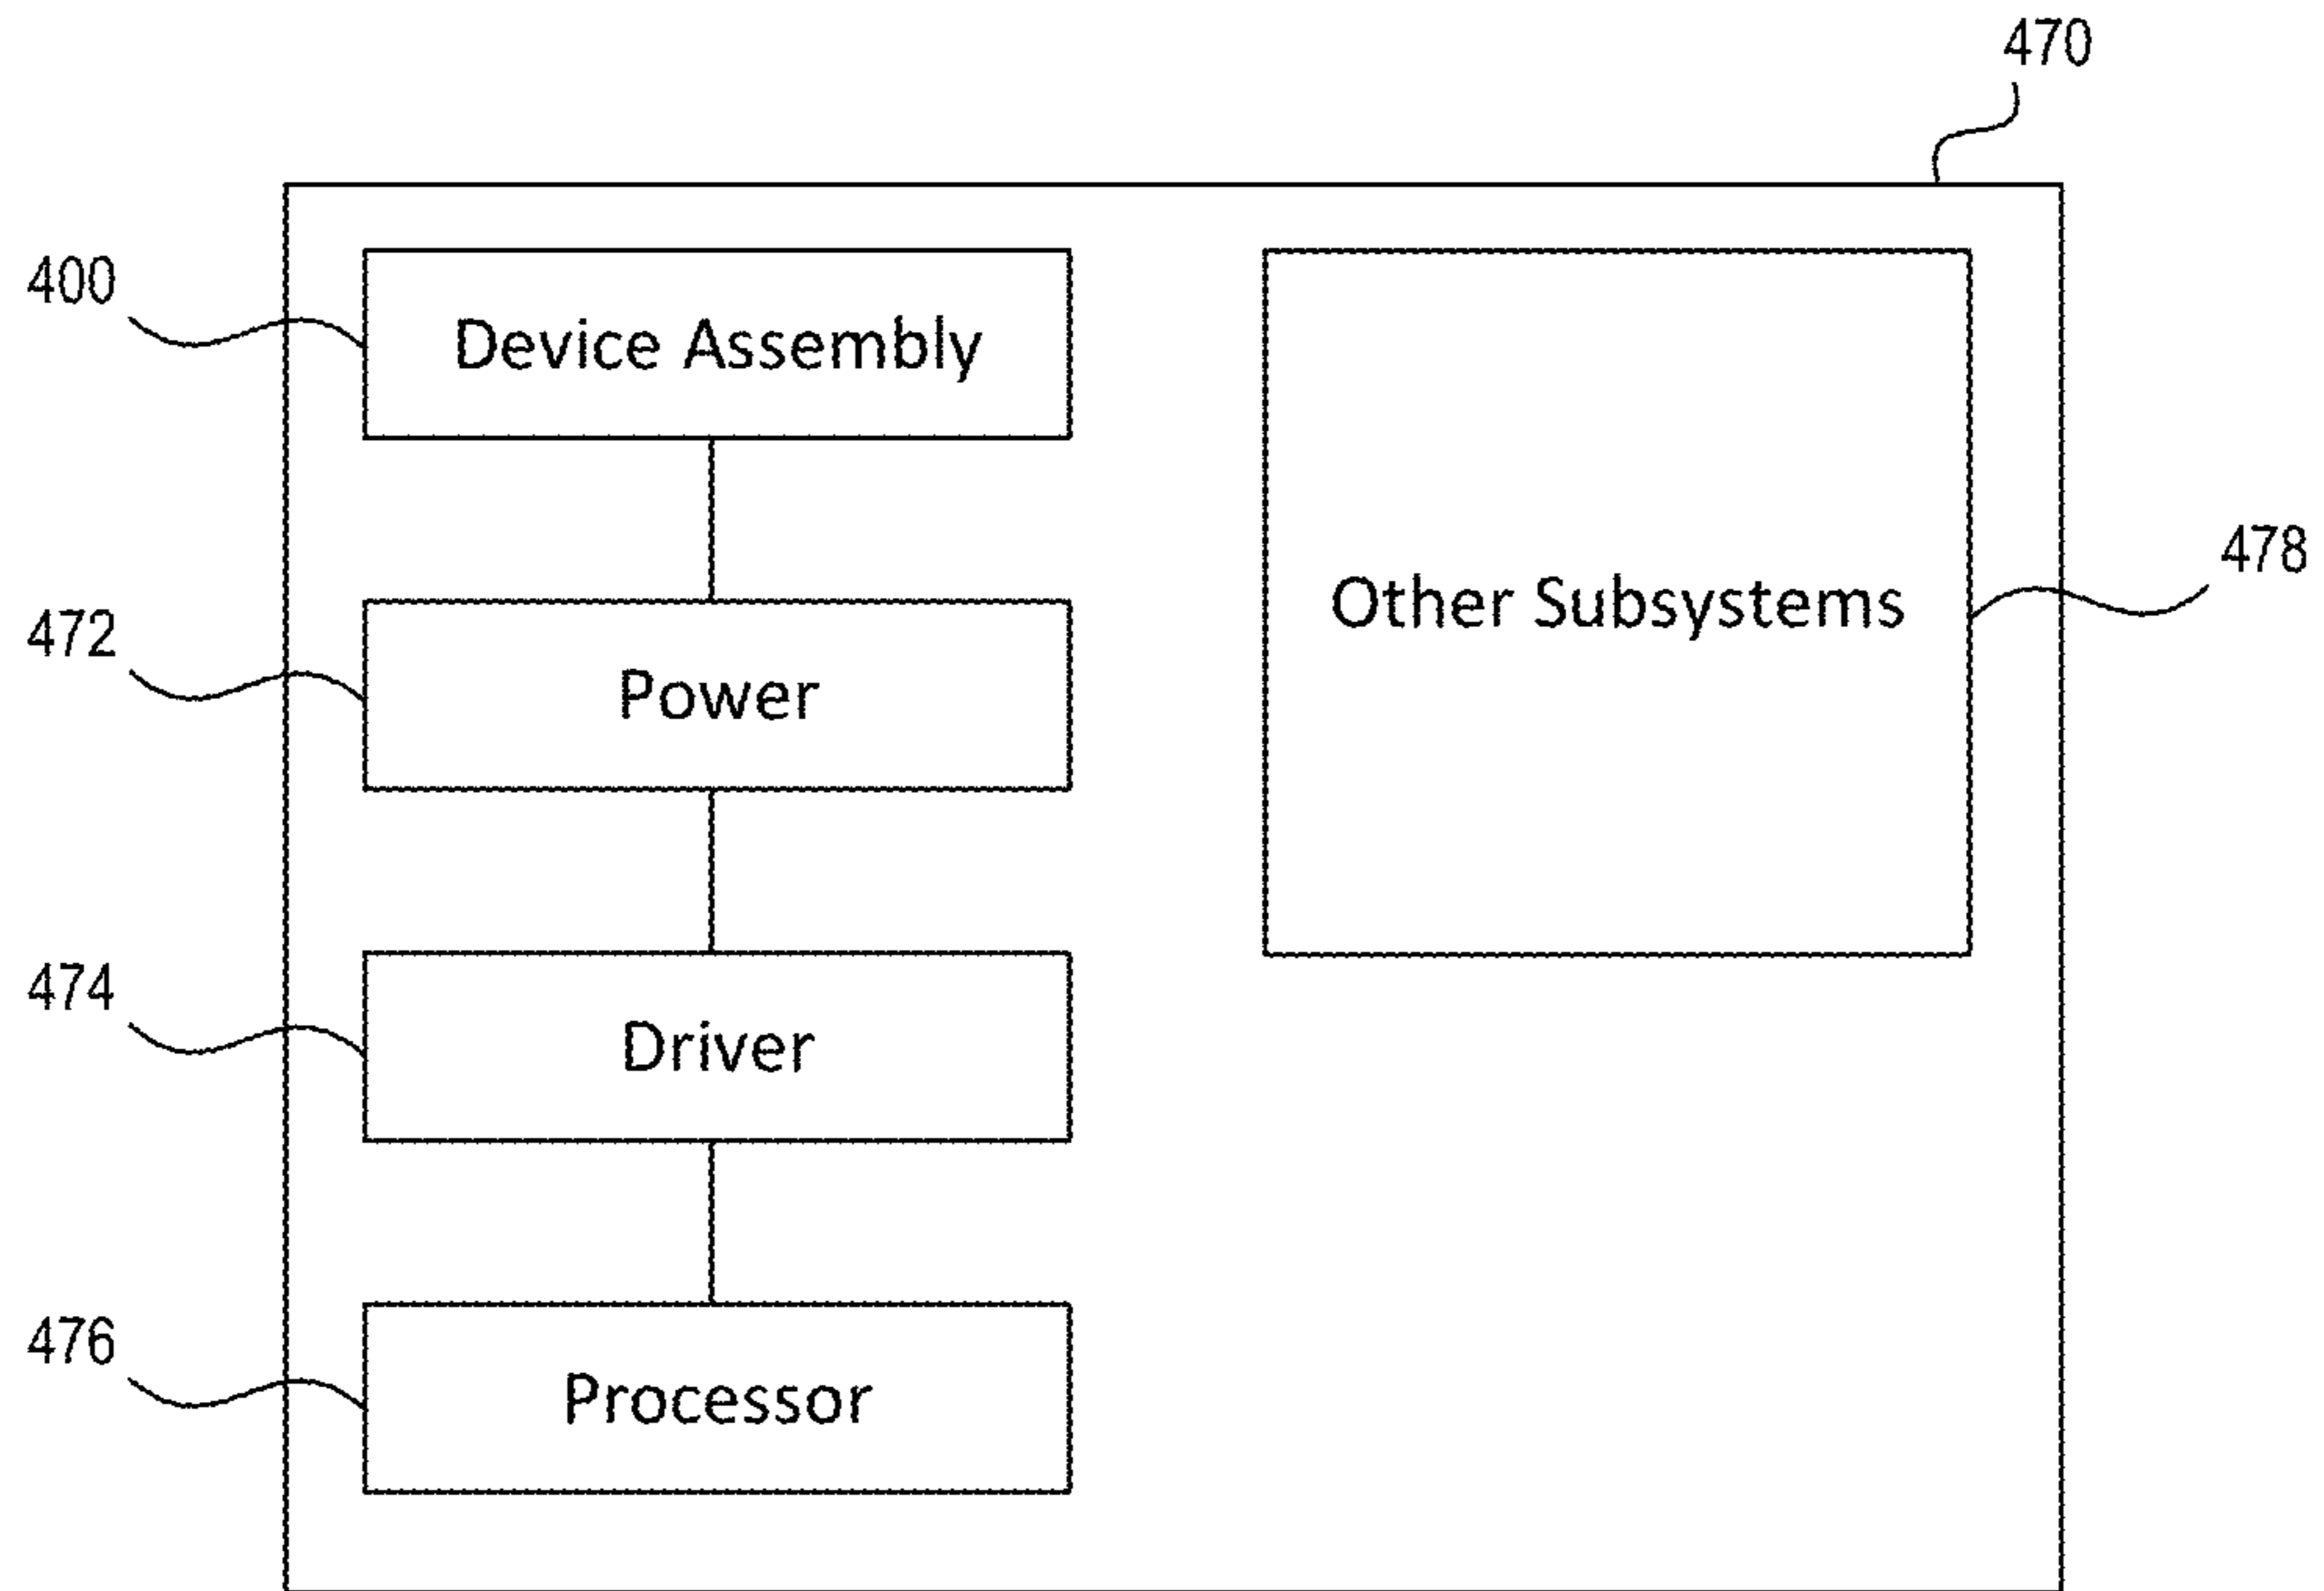 470
400
Device Assembly
478
Other Subsystems
472
Power
474
Driver
476
Processor